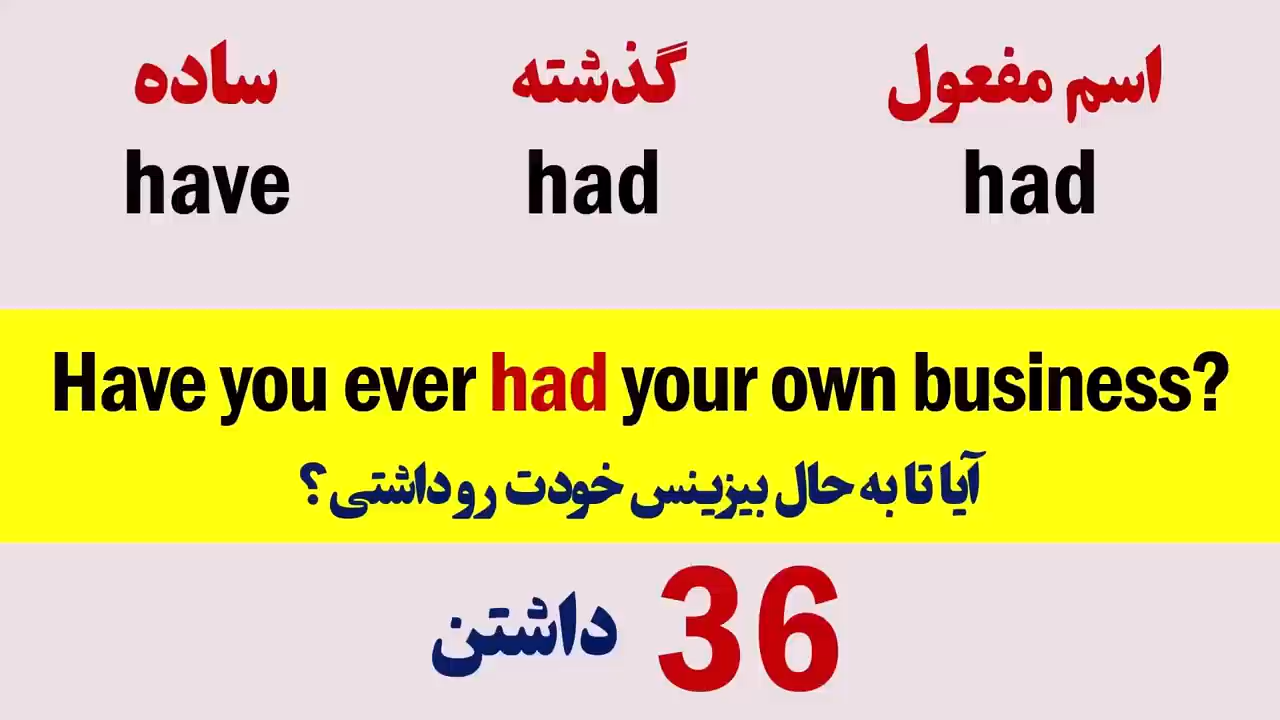 ساده گذشته اسم مفعول
have had had
Have you ever had your own business?
آیا تا به حال بیزینس خودت رو داشتی؟
36 داشتن